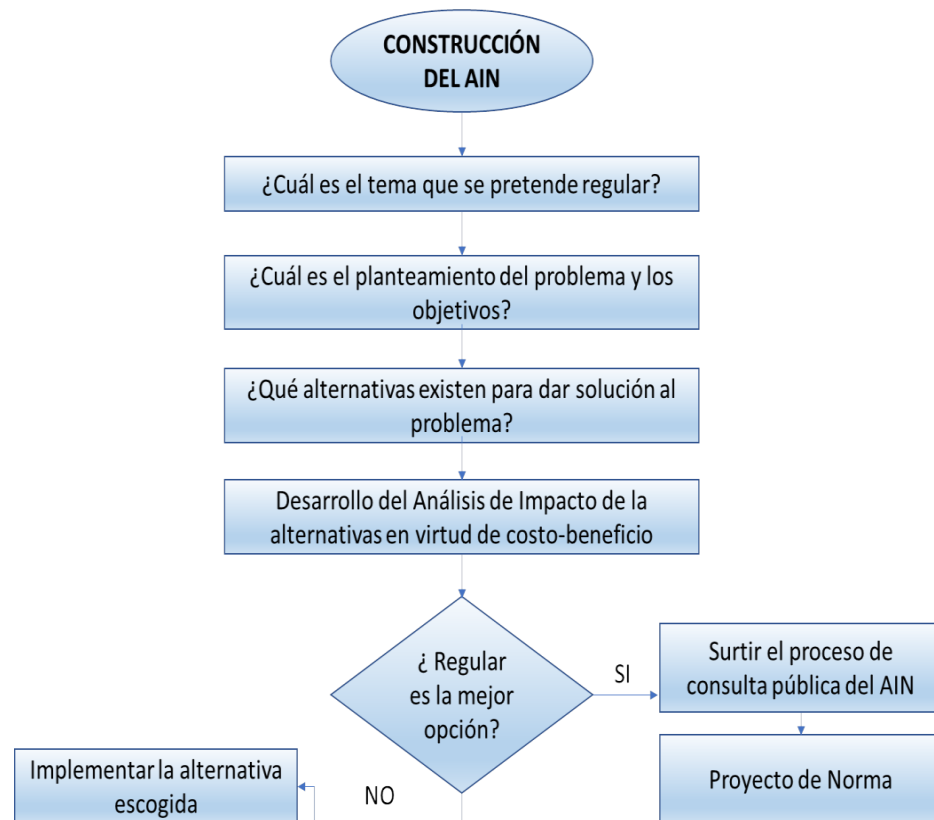 CONSTRUCCIÓN
DEL AIN
¿Cuál es el tema que se pretende regular?
¿Cuál es el planteamiento del problema y los
objetivos?
¿Qué alternativas existen para dar solución al
problema?
Desarrollo del Análisis de Impacto de la
alternativas en virtud de costo-beneficio
¿ Regular
es la mejor
opción?
SI
Surtir el proceso de
consulta pública del AIN
Proyecto de Norma
NO
Implementar la alternativa
escogida